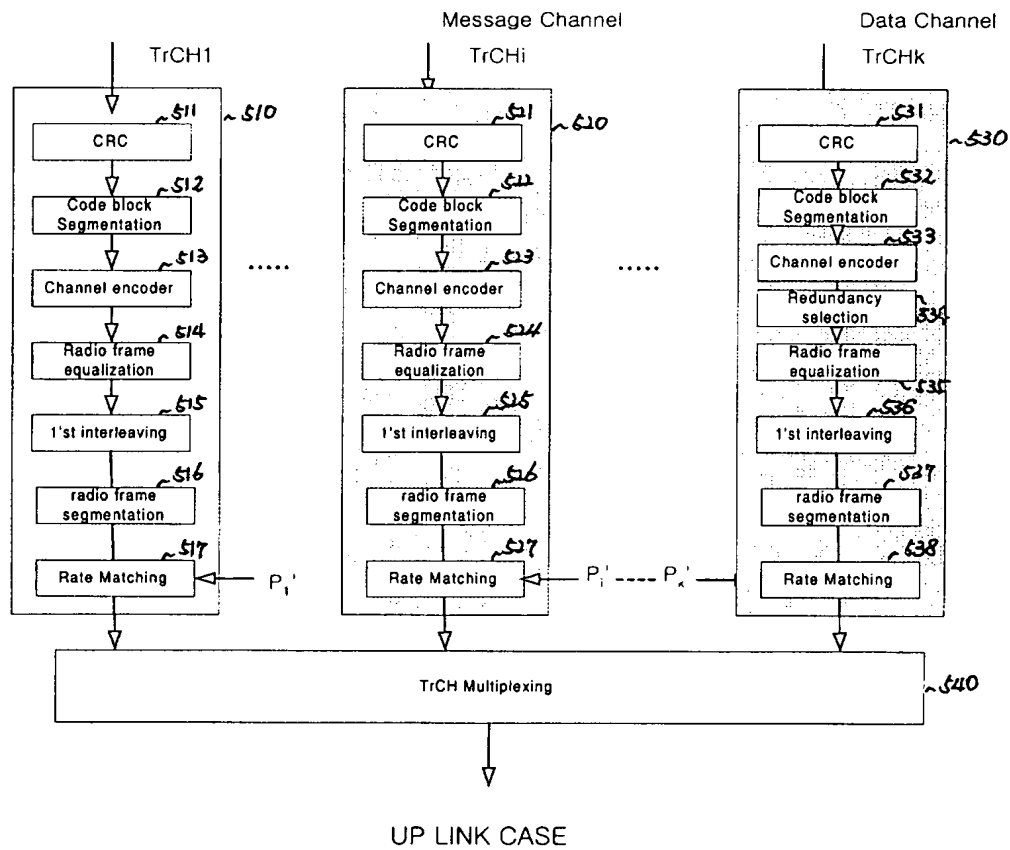 Message Channel
Data Channel
TrCH1
TrCHi
TrCHk
511
510
CRC
512
Code block
Segmentation
513
Channel encoder
514
Radio frame
equalization
515
1'st interleaving
516
radio frame
segmentation
517
Rate Matching
P1'
.....
521
520
CRC
522
Code block
Segmentation
523
Channel encoder
524
Radio frame
equalization
525
1'st interleaving
526
radio frame
segmentation
527
Rate Matching
Pi' ---- Pk'
.....
531
530
CRC
532
Code block
Segmentation
533
Channel encoder
Redundancy
selection
534
Radio frame
equalization
535
536
1'st interleaving
537
radio frame
segmentation
538
Rate Matching
TrCH Multiplexing
540
UP LINK CASE